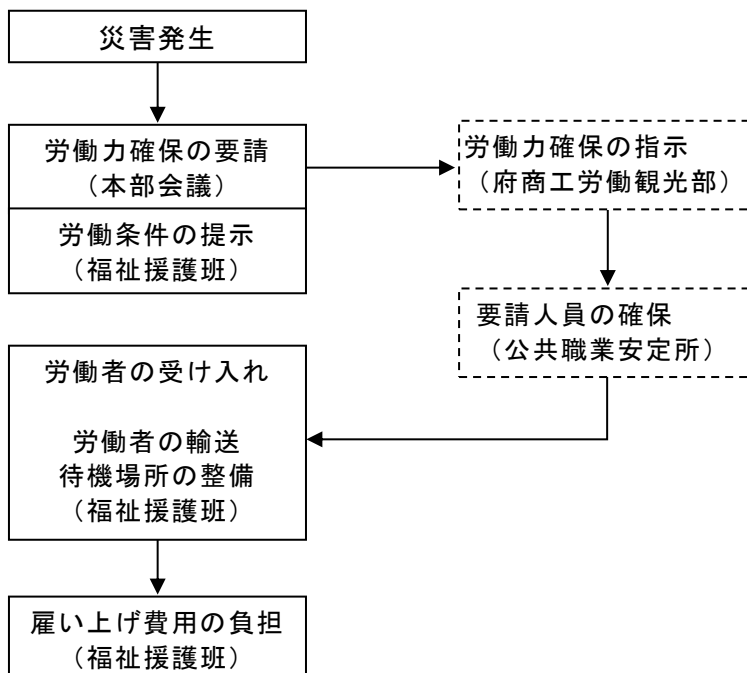 災害発生
労働力確保の要請
（本部会議）
労働条件の提示
（福祉援護班）
労働力確保の指示
（府商工労働観光部）
要請人員の確保
（公共職業安定所）
労働者の受け入れ
労働者の輸送
待機場所の整備
（福祉援護班）
雇い上げ費用の負担
（福祉援護班）